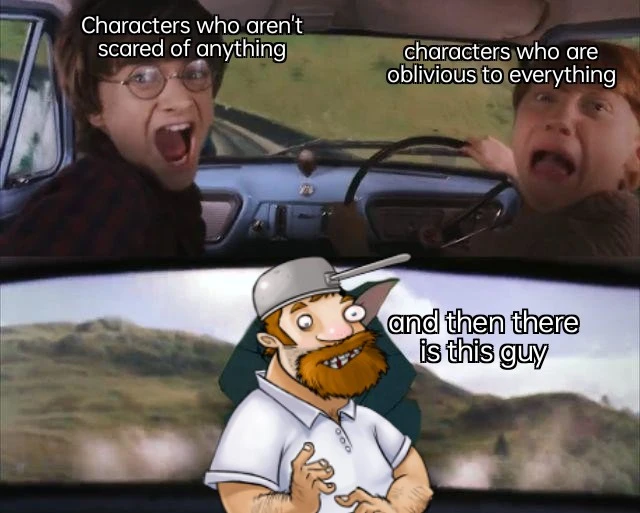 Characters who aren't
scared of anything
characters who are
oblivious to everything
and then there
is this guy